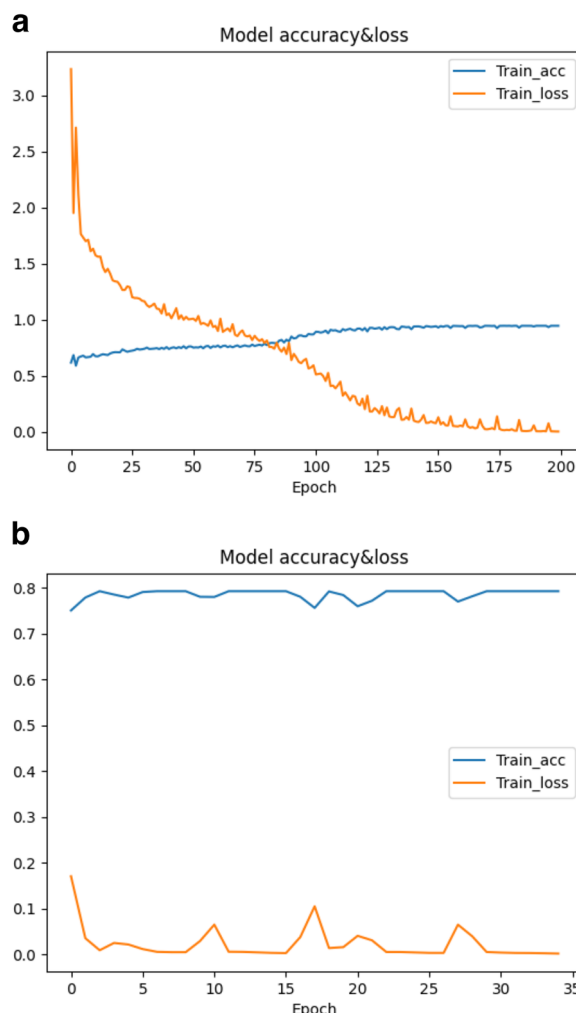 a
Model accuracy&loss
Train_acc
Train_loss
3.0
2.5
2.0
1.5
1.0
0.5
0.0
0 25 50 75 100 125 150 175 200
Epoch
b
Model accuracy&loss
0.8
0.7
0.6
0.5
0.4
0.3
0.2
0.1
0.0
Train_acc
Train_loss
0 5 10 15 20 25 30 35
Epoch